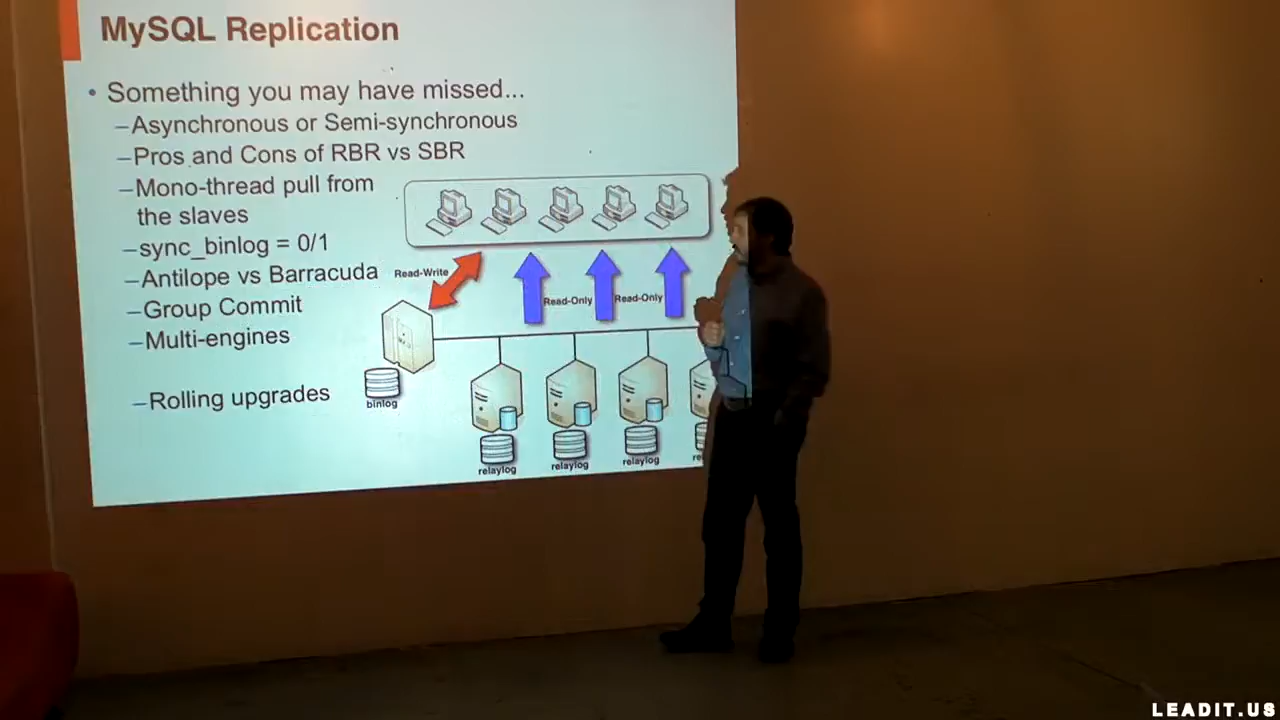 MySQL Replication
• Something you may have missed...
–Asynchronous or Semi-synchronous
–Pros and Cons of RBR vs SBR
–Mono-thread pull from
the slaves
–sync_binlog = 0/1
–Antilope vs Barracuda
–Group Commit
–Multi-engines
–Rolling upgrades
Read-Write
Read-Only
Read-Only
binlog
relaylog
relaylog
relaylog
LEADIT.US